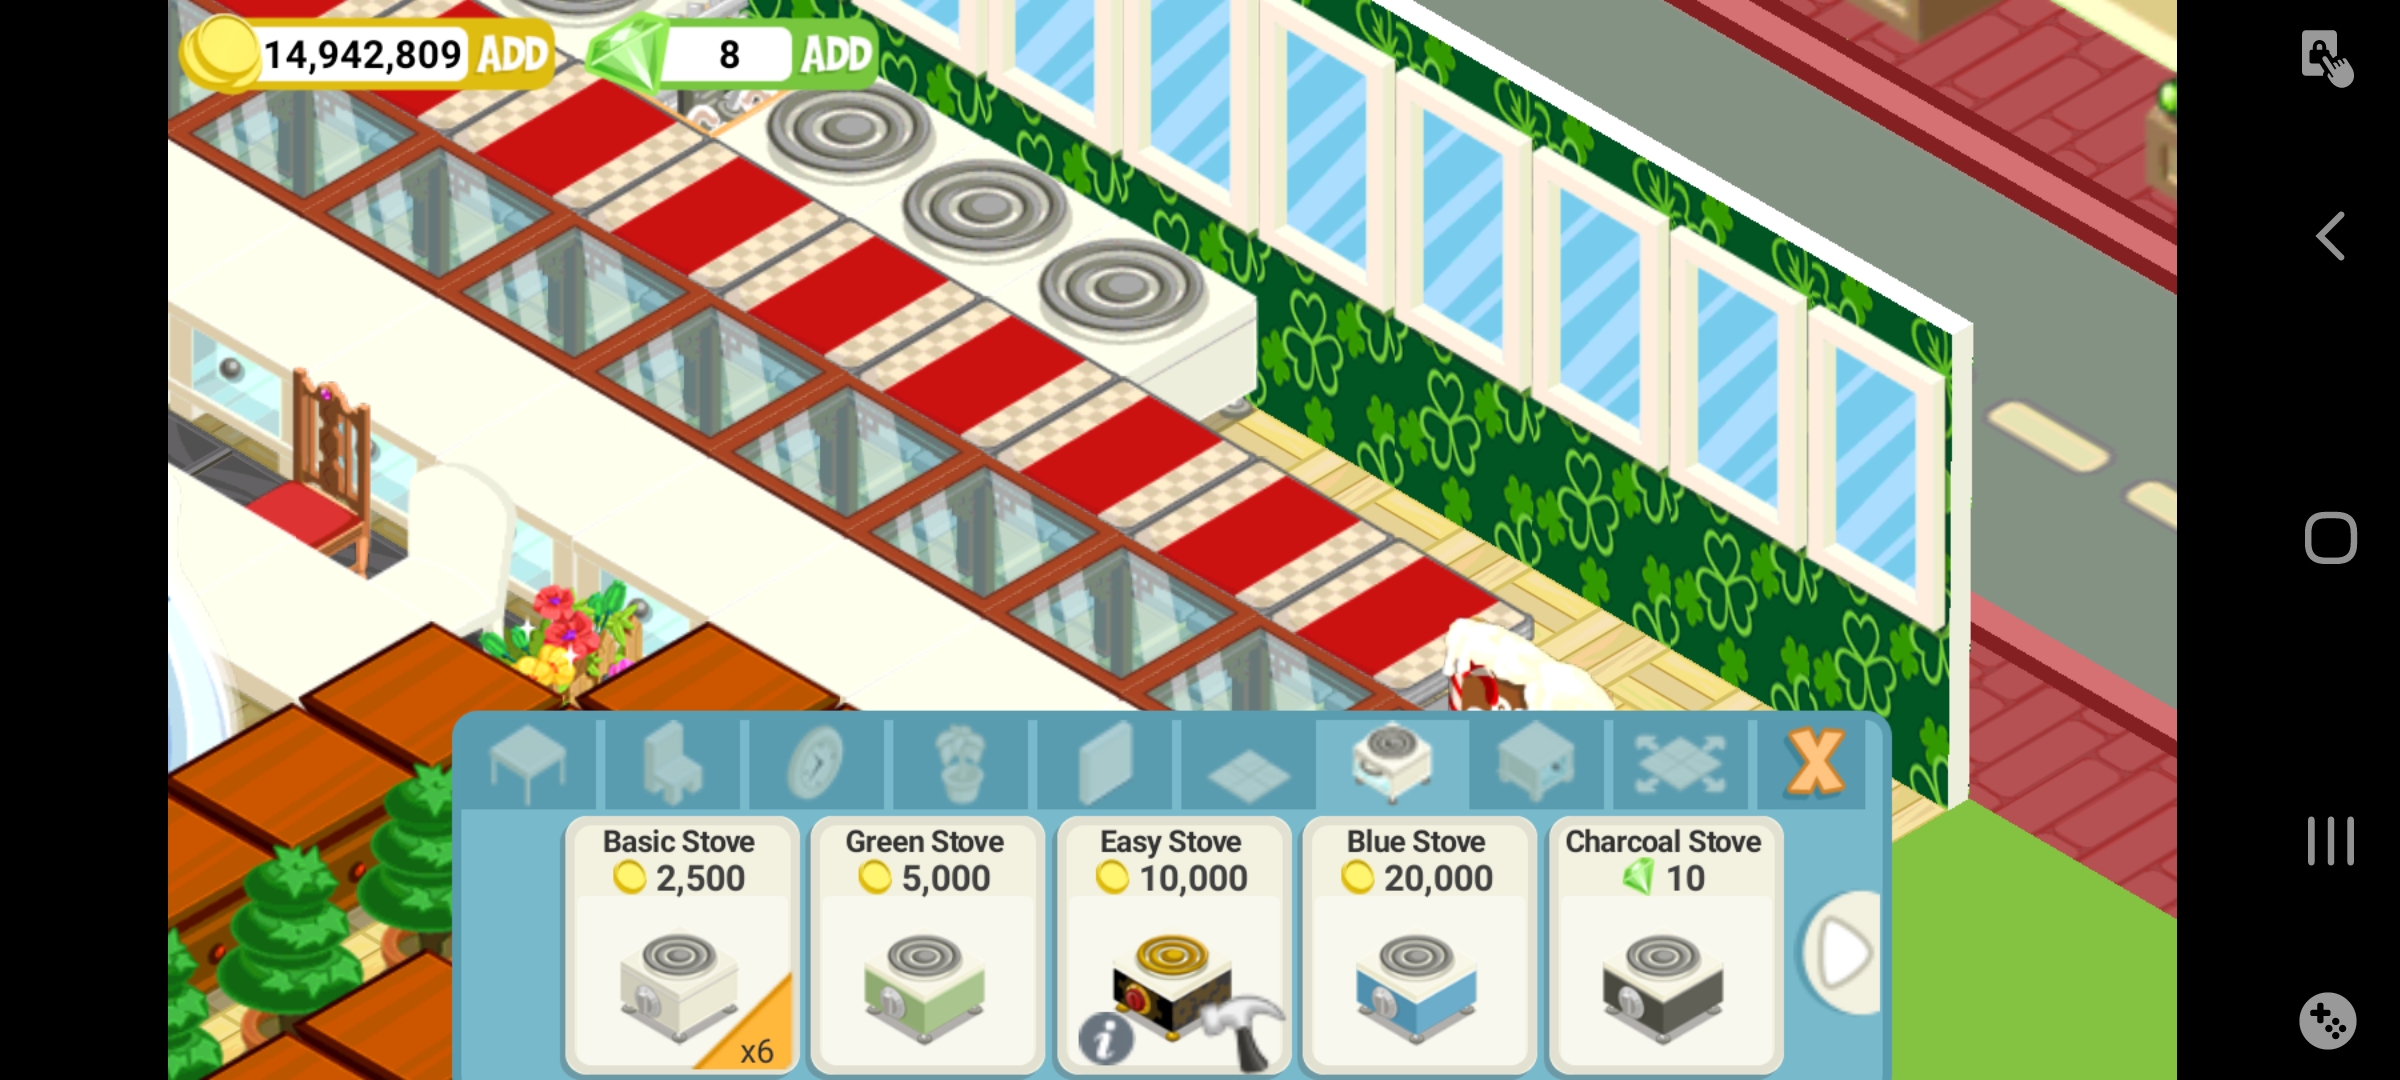 14,942,809 ADD 8 ADD
Basic Stove Green Stove Easy Stove Blue Stove Charcoal Stove
2,500 5,000 10,000 20,000 10
i
x6